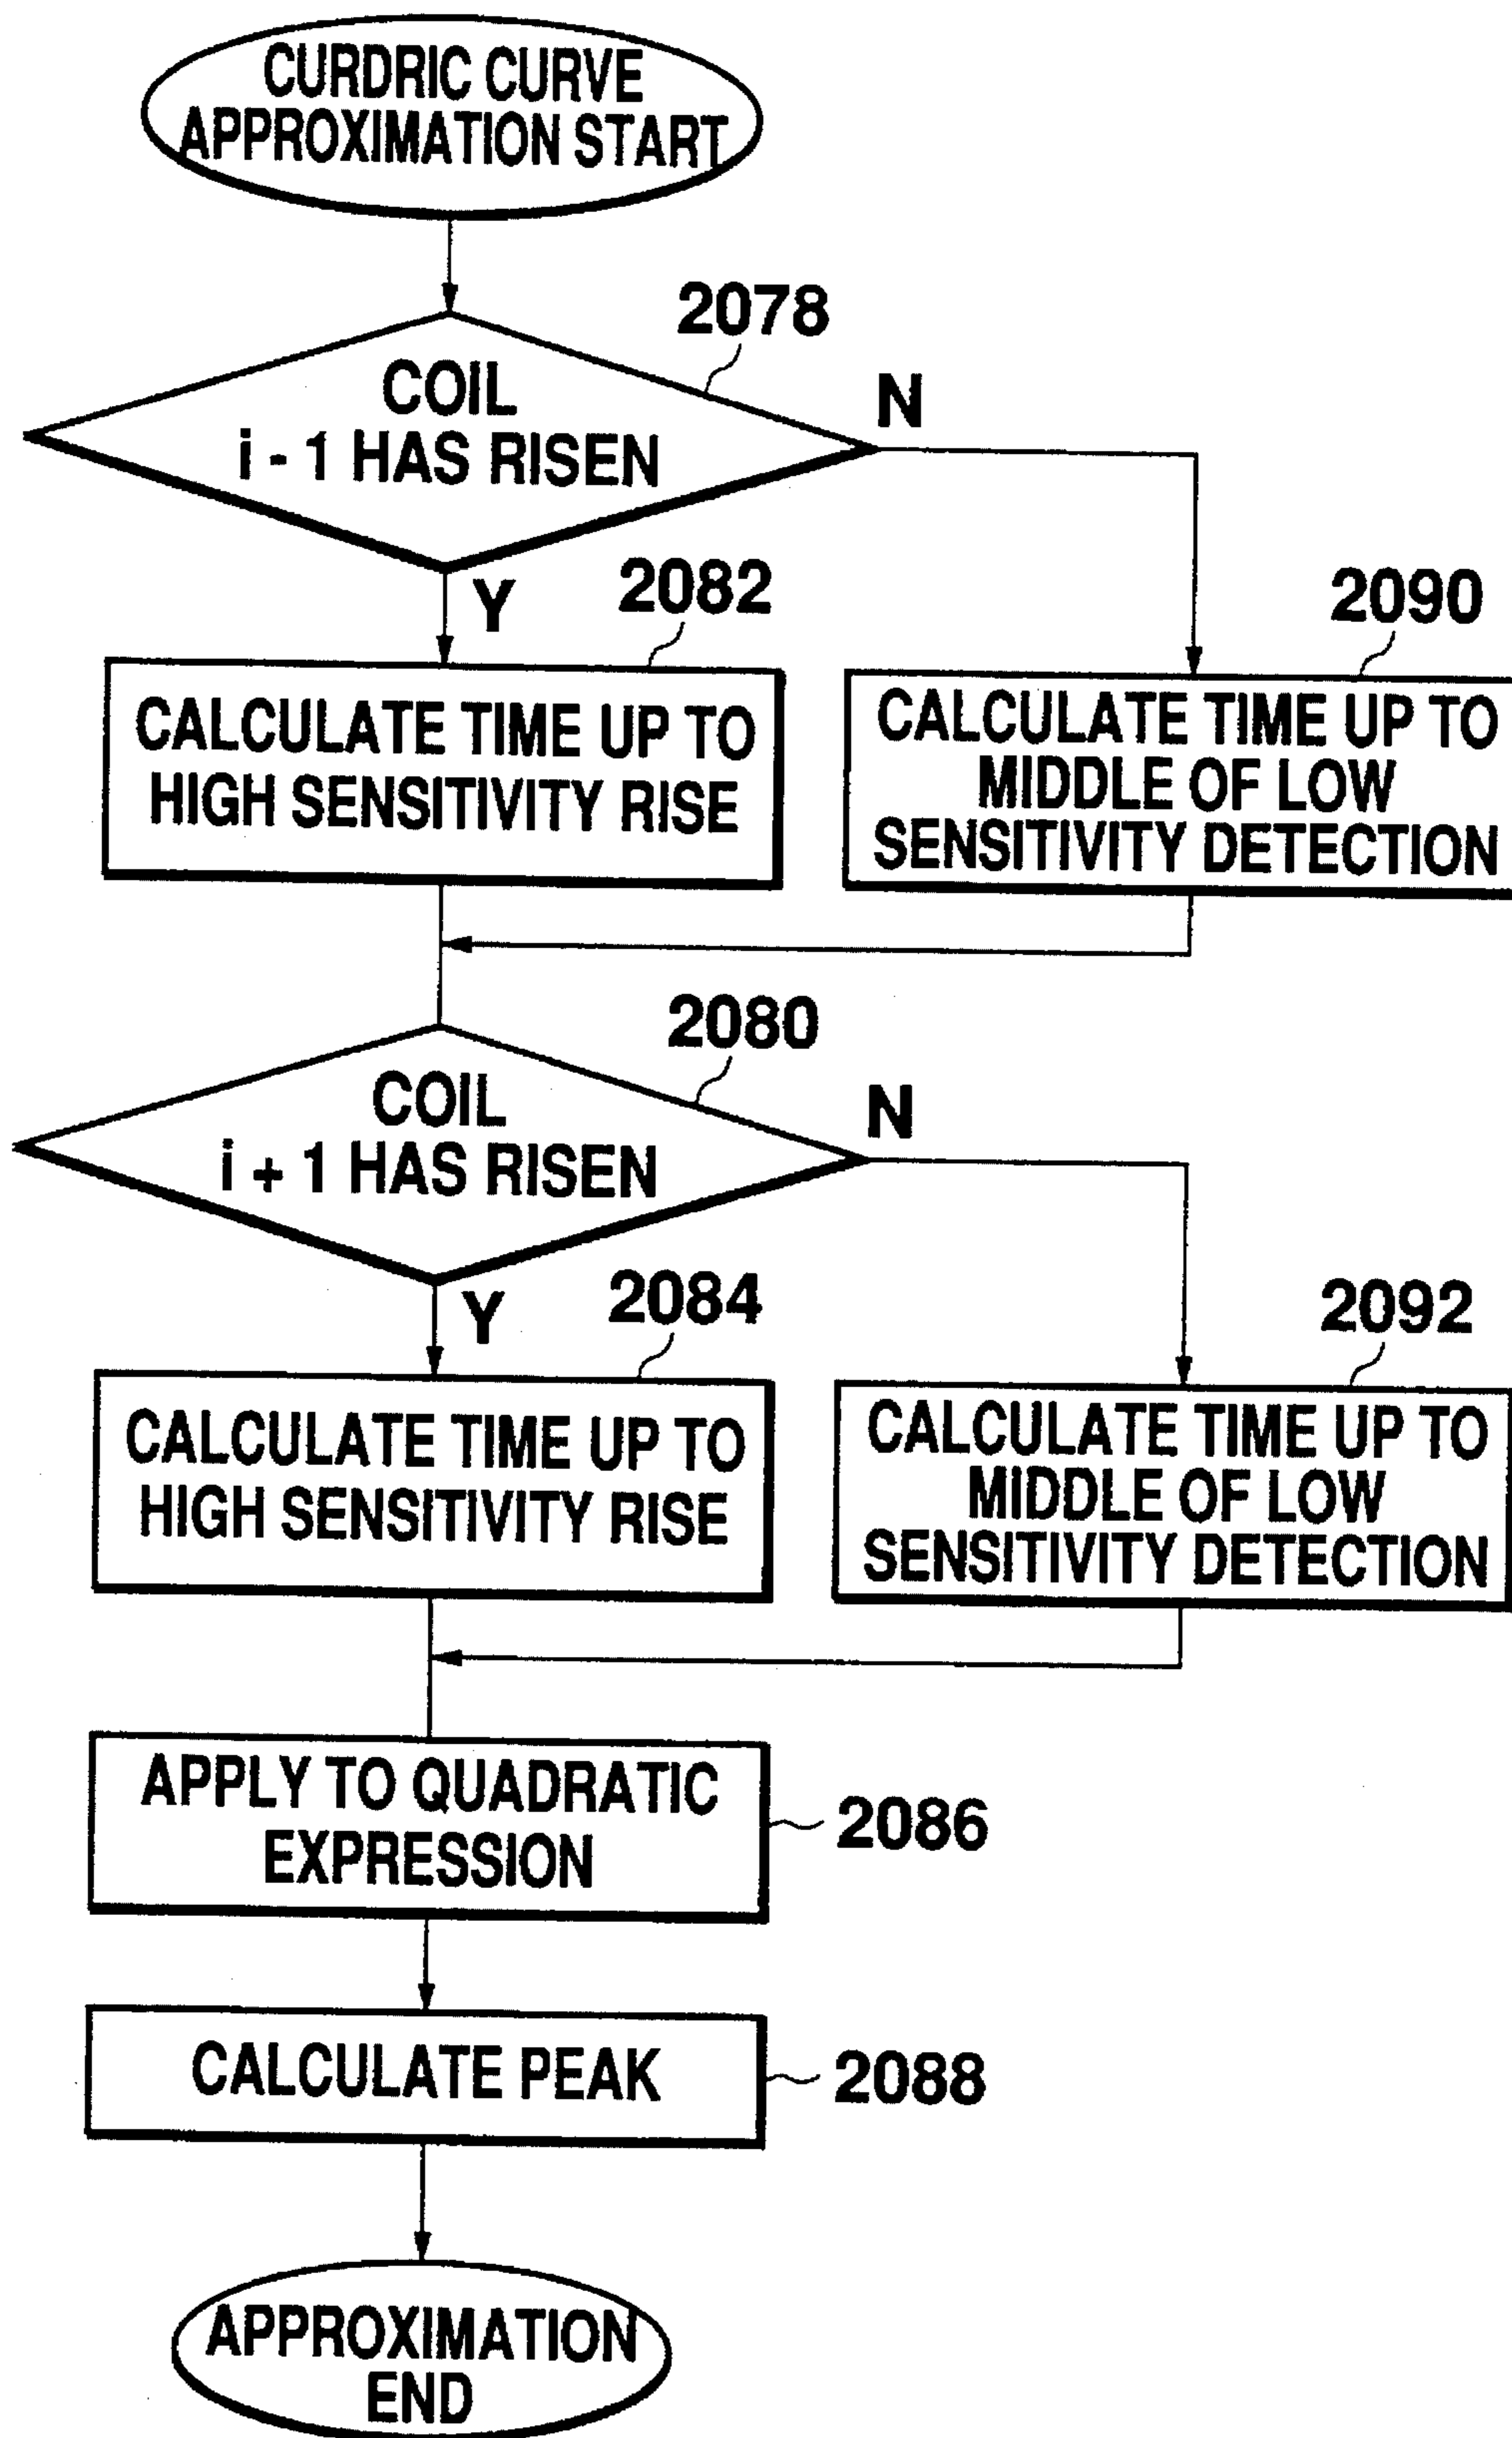 CURDRIC CURVE
APPROXIMATION START
2078
COIL
i - 1 HAS RISEN
N
Y
2082
CALCULATE TIME UP TO
HIGH SENSITIVITY RISE
2090
CALCULATE TIME UP TO
MIDDLE OF LOW
SENSITIVITY DETECTION
2080
COIL
i + 1 HAS RISEN
N
Y
2084
CALCULATE TIME UP TO
HIGH SENSITIVITY RISE
2092
CALCULATE TIME UP TO
MIDDLE OF LOW
SENSITIVITY DETECTION
APPLY TO QUADRATIC
EXPRESSION
2086
CALCULATE PEAK
2088
APPROXIMATION
END